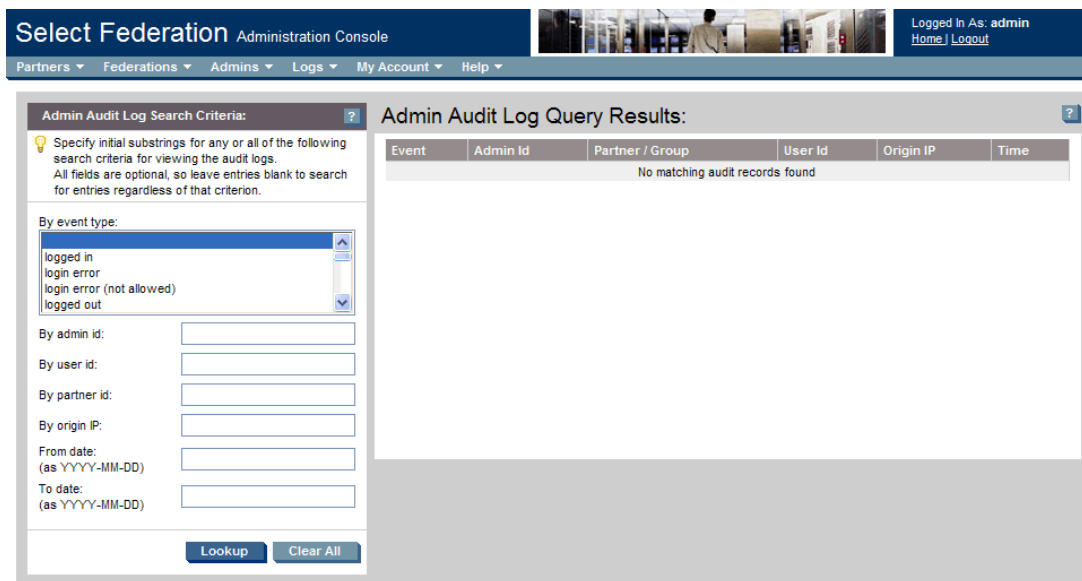 Select Federation Administration Console
Logged In As: admin
Home | Logout
Partners Federations Admins Logs My Account Help
Admin Audit Log Search Criteria: ?
Specify initial substrings for any or all of the following
search criteria for viewing the audit logs.
All fields are optional, so leave entries blank to search
for entries regardless of that criterion.
By event type:
logged in
login error
login error (not allowed)
logged out
By admin id:
By user id:
By partner id:
By origin IP:
From date:
(as YYYY-MM-DD)
To date:
(as YYYY-MM-DD)
Lookup Clear All
Admin Audit Log Query Results: ?
Event Admin Id Partner / Group User Id Origin IP Time
No matching audit records found